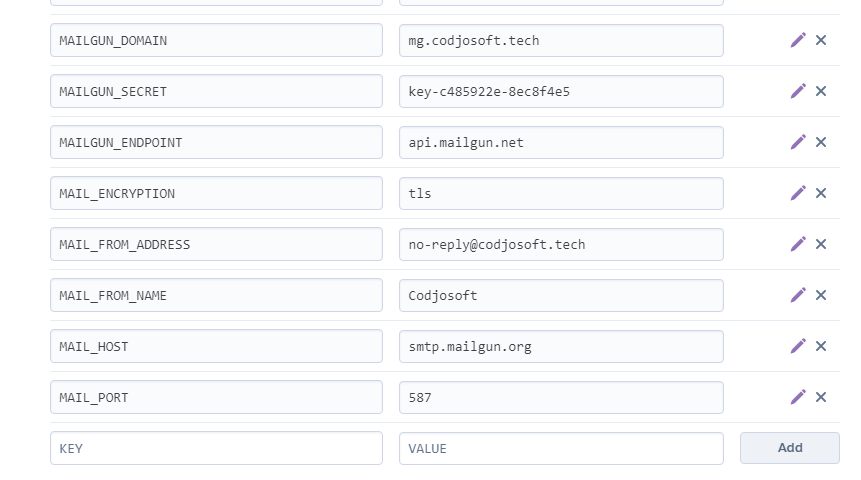 MAILGUN_DOMAIN mg.codjosoft.tech
MAILGUN_SECRET key-c485922e-8ec8f4e5
MAILGUN_ENDPOINT api.mailgun.net
MAIL_ENCRYPTION tls
MAIL_FROM_ADDRESS no-reply@codjosoft.tech
MAIL_FROM_NAME Codjosoft
MAIL_HOST smtp.mailgun.org
MAIL_PORT 587
KEY VALUE Add